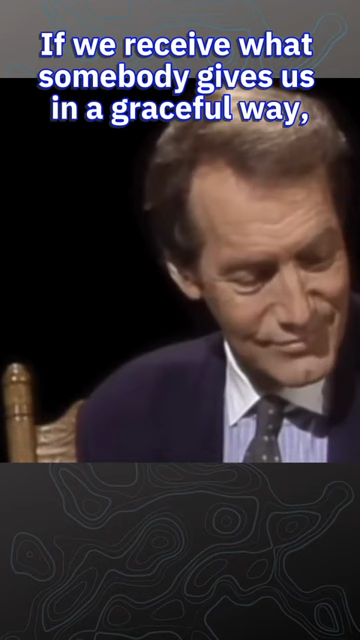 If we receive what
somebody gives us
in a graceful way,